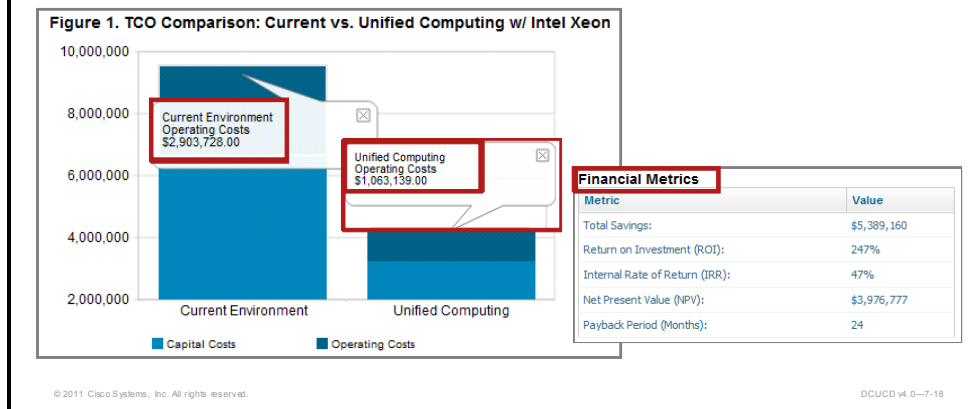 Figure 1. TCO Comparison: Current vs. Unified Computing w/ Intel Xeon
10,000,000
8,000,000
6,000,000
4,000,000
2,000,000
Current Environment
Operating Costs
$2,903,728.00
Unified Computing
Operating Costs
$1,063,139.00
Current Environment
Unified Computing
Capital Costs
Operating Costs
Financial Metrics
Metric Value
Total Savings: $5,389,160
Return on Investment (ROI): 247%
Internal Rate of Return (IRR): 47%
Net Present Value (NPV): $3,976,777
Payback Period (Months): 24
© 2011 Cisco Systems, Inc. All rights reserved.
DCUCD v4.0—7-18